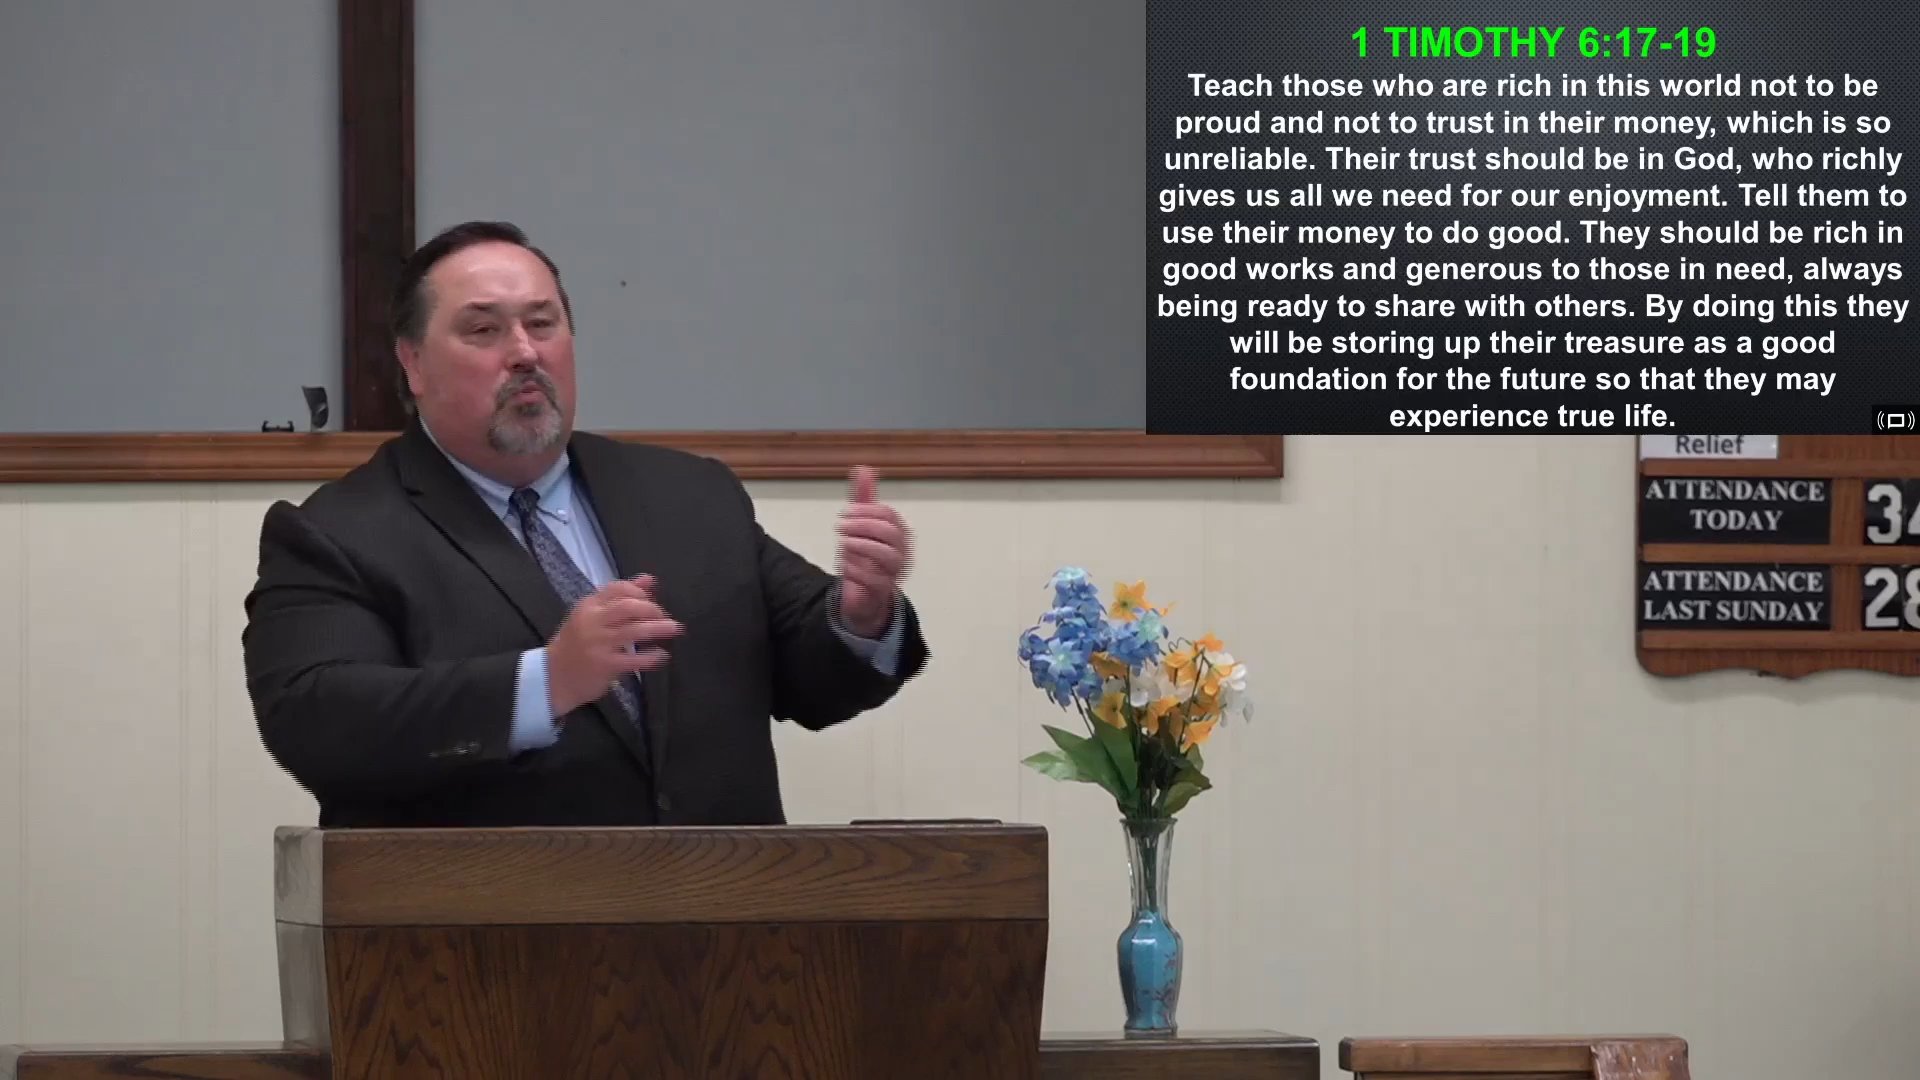 1 TIMOTHY 6:17-19
Teach those who are rich in this world not to be
proud and not to trust in their money, which is so
unreliable. Their trust should be in God, who richly
gives us all we need for our enjoyment. Tell them to
use their money to do good. They should be rich in
good works and generous to those in need, always
being ready to share with others. By doing this they
will be storing up their treasure as a good
foundation for the future so that they may
experience true life.
Relief
ATTENDANCE
TODAY
34
ATTENDANCE
LAST SUNDAY
28